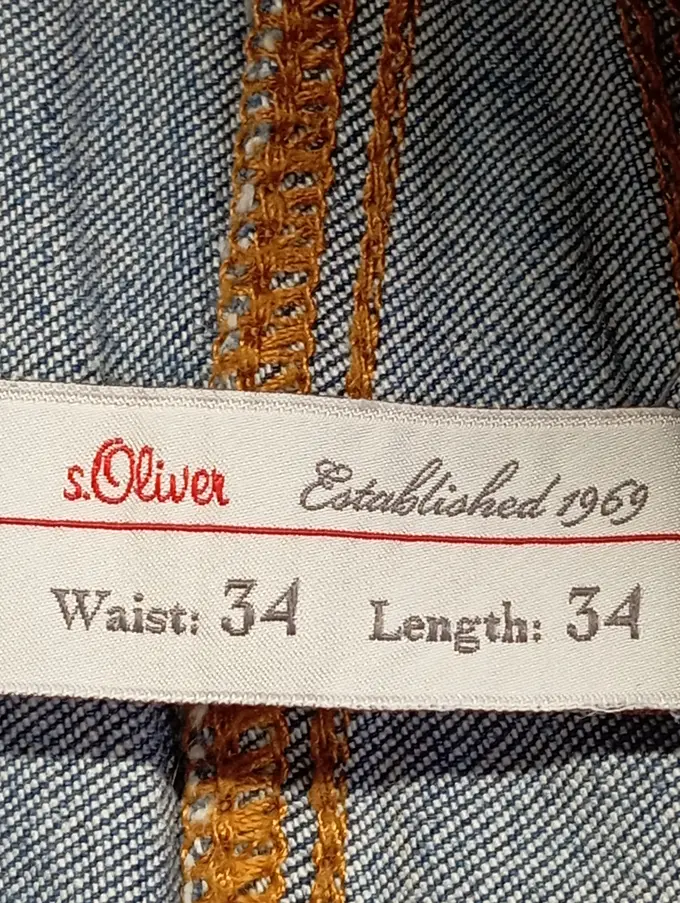 s.Oliver Established 1969
Waist: 34 Length: 34